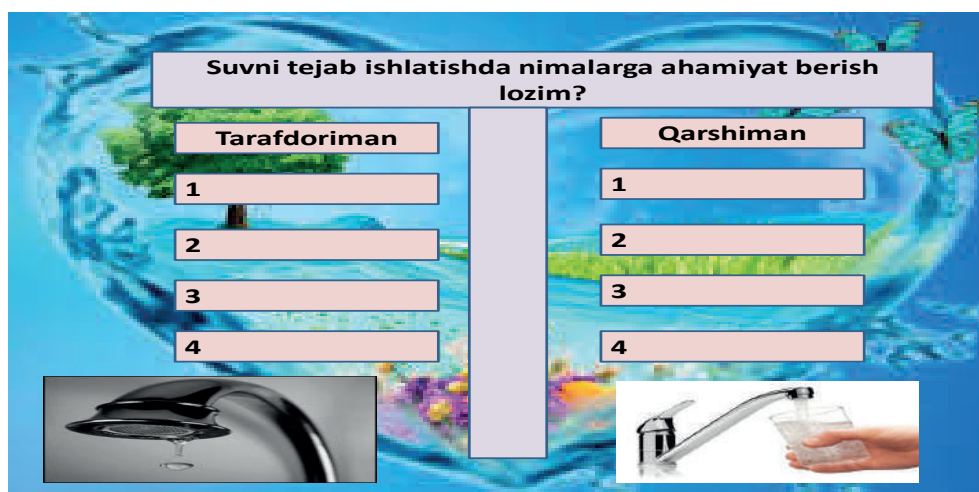 Suvni tejab ishlatishda nimalarga ahamiyat berish
lozim?
Tarafdoriman
1
2
3
4
Qarshiman
1
2
3
4